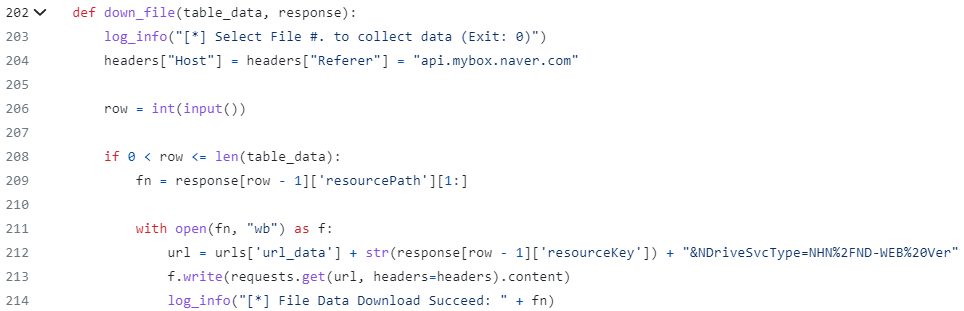 202 def down_file(table_data, response):
203     log_info("[*] Select File #. to collect data (Exit: 0)")
204     headers["Host"] = headers["Referer"] = "api.mybox.naver.com"
205
206     row = int(input())
207
208     if 0 < row <= len(table_data):
209         fn = response[row - 1]['resourcePath'][1:]
210
211         with open(fn, "wb") as f:
212             url = urls['url_data'] + str(response[row - 1]['resourceKey']) + "&NDriveSvcType=NHN%2FND-WEB%20Ver"
213             f.write(requests.get(url, headers=headers).content)
214             log_info("[*] File Data Download Succeed: " + fn)